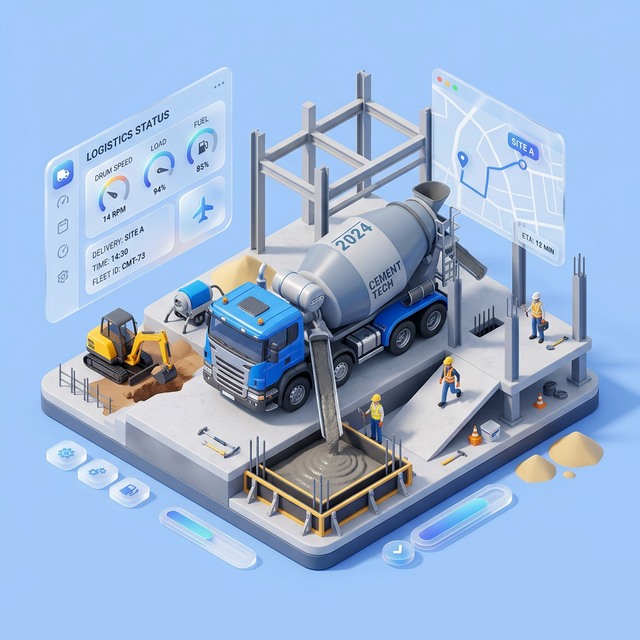 LOGISTICS STATUS
DRUM SPEED
14 RPM
LOAD
94%
FUEL
85%
DELIVERY: SITE A
TIME: 14:30
FLEET ID: CMT-73
SITE A
ETA: 12 MIN
2024
CEMENT
TECH